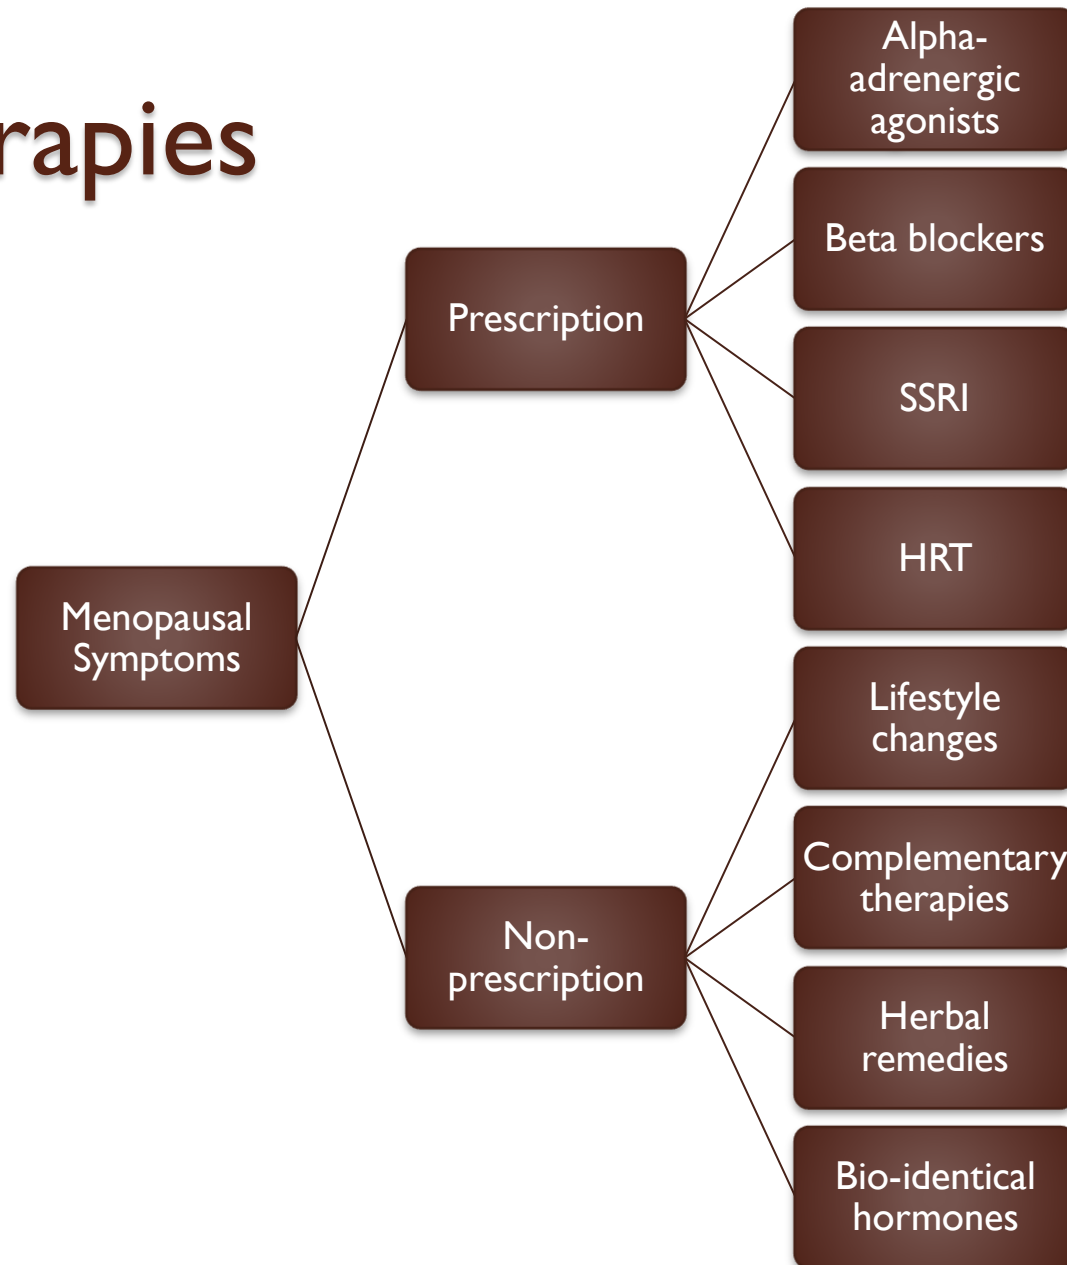 rapies
Alpha-
adrenergic
agonists
Beta blockers
Prescription
SSRI
HRT
Menopausal
Symptoms
Lifestyle
changes
Complementary
therapies
Non-
prescription
Herbal
remedies
Bio-identical
hormones